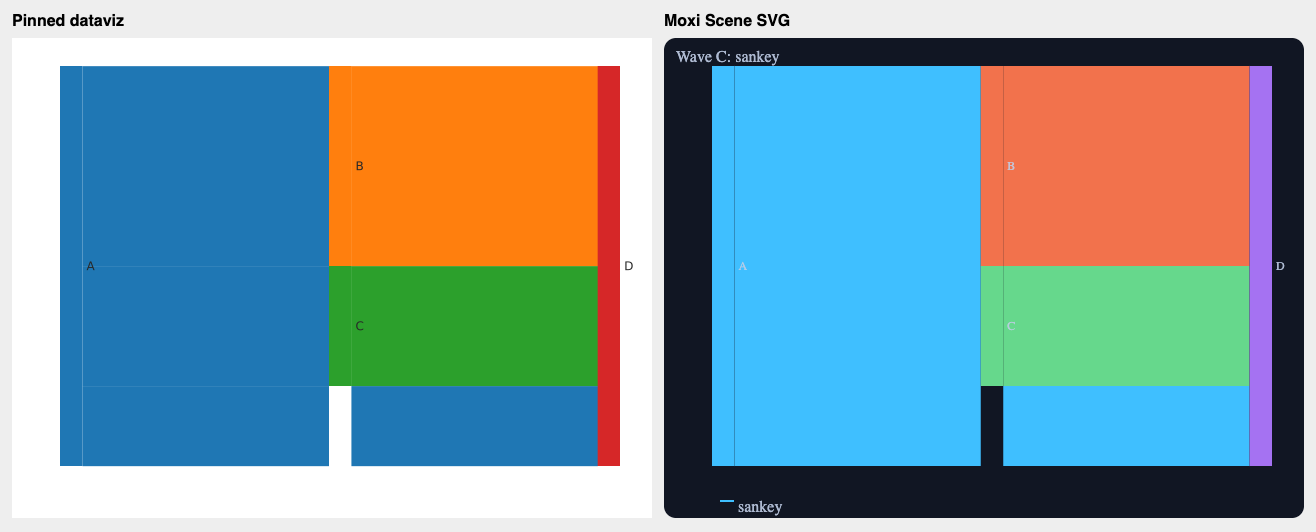 Pinned dataviz
B
A
D
C
Moxi Scene SVG
Wave C: sankey
B
A
D
C
sankey